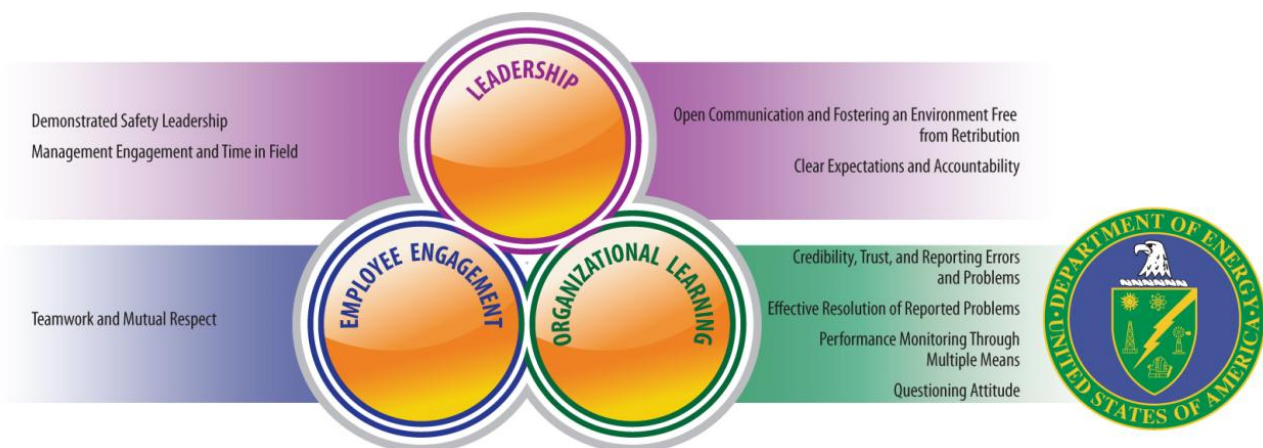 LEADERSHIP
Demonstrated Safety Leadership
Management Engagement and Time in Field
Open Communication and Fostering an Environment Free
from Retribution
Clear Expectations and Accountability
EMPLOYEE ENGAGEMENT
Teamwork and Mutual Respect
ORGANIZATIONAL LEARNING
Credibility, Trust, and Reporting Errors
and Problems
Effective Resolution of Reported Problems
Performance Monitoring Through
Multiple Means
Questioning Attitude
DEPARTMENT OF ENERGY
UNITED STATES OF AMERICA